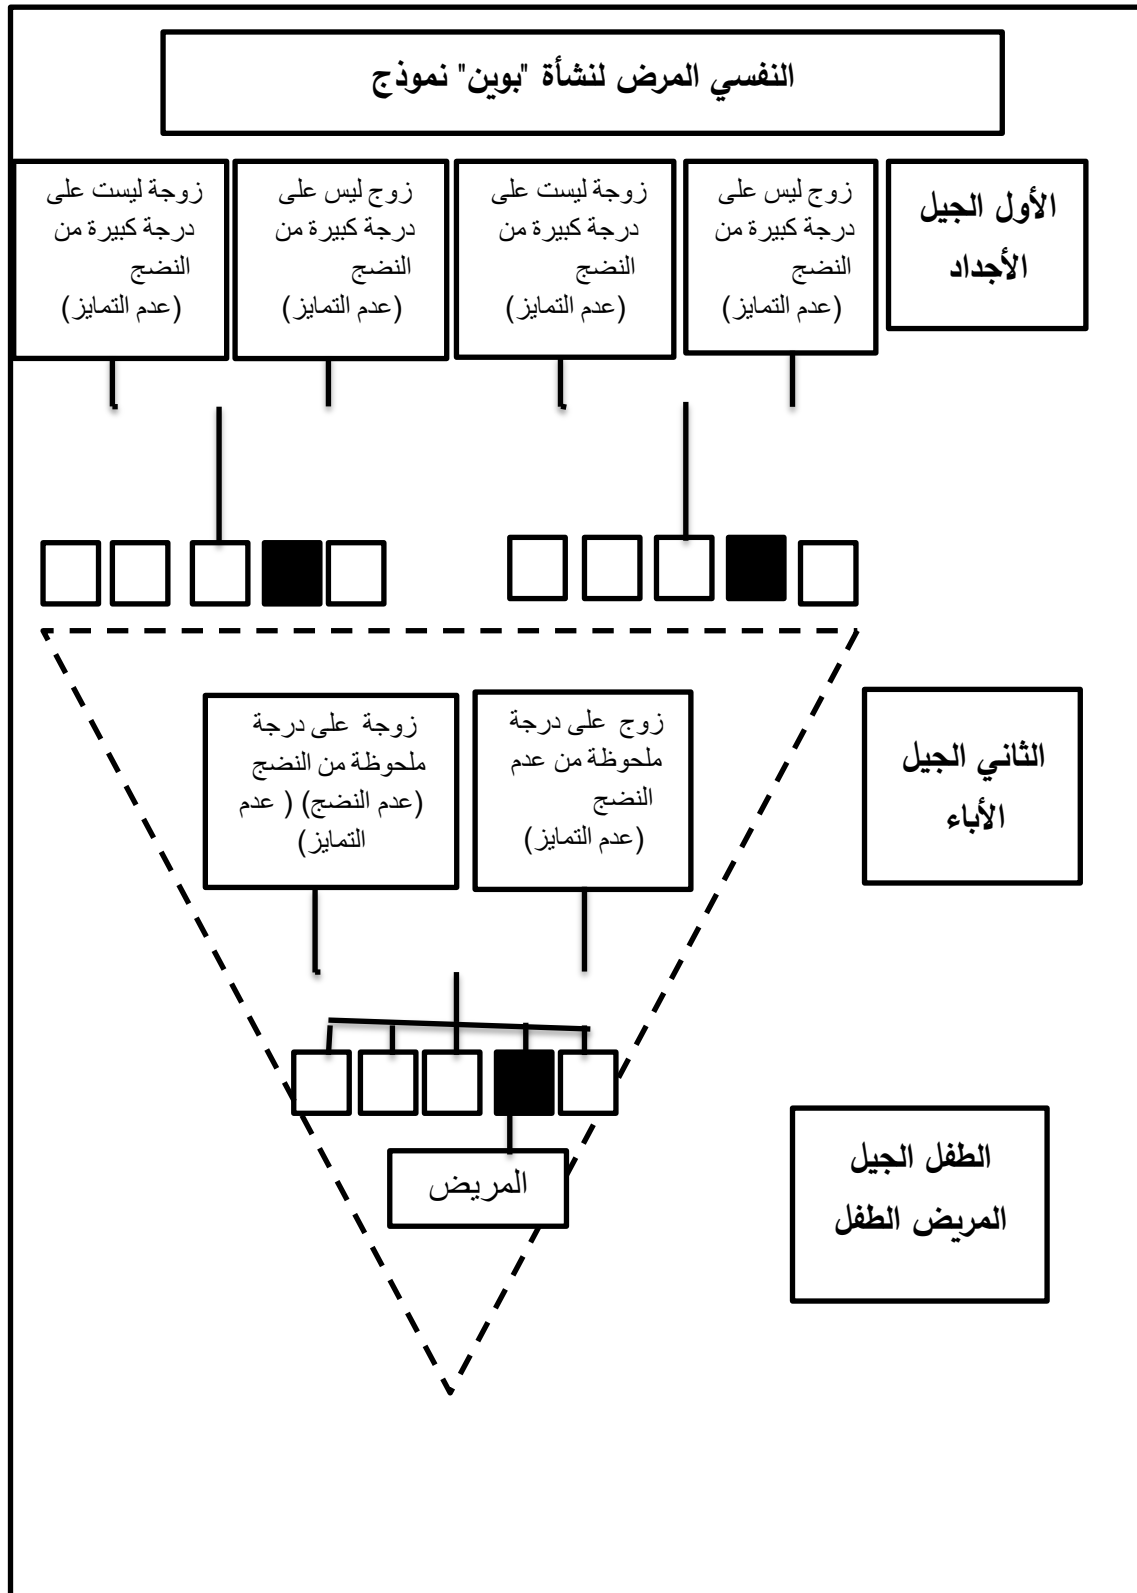 النفسي المرض لنشأة "بوين" نموذج
الأول الجيل
الأجداد
زوج ليس على
درجة كبيرة من
النضج
(عدم التمايز)
زوجة ليست على
درجة كبيرة من
النضج
(عدم التمايز)
زوج ليس على
درجة كبيرة من
النضج
(عدم التمايز)
زوجة ليست على
درجة كبيرة من
النضج
(عدم التمايز)
الثاني الجيل
الأباء
زوج على درجة
ملحوظة من عدم
النضج
(عدم التمايز)
زوجة على درجة
ملحوظة من النضج
(عدم النضج) ( عدم
التمايز)
الطفل الجيل
المريض الطفل
المريض